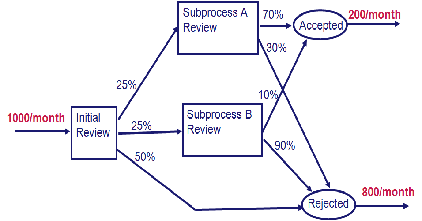 Subprocess A
Review
70%
Accepted
200/month
30%
25%
1000/month
Initial
Review
25%
Subprocess B
Review
10%
90%
50%
Rejected
800/month